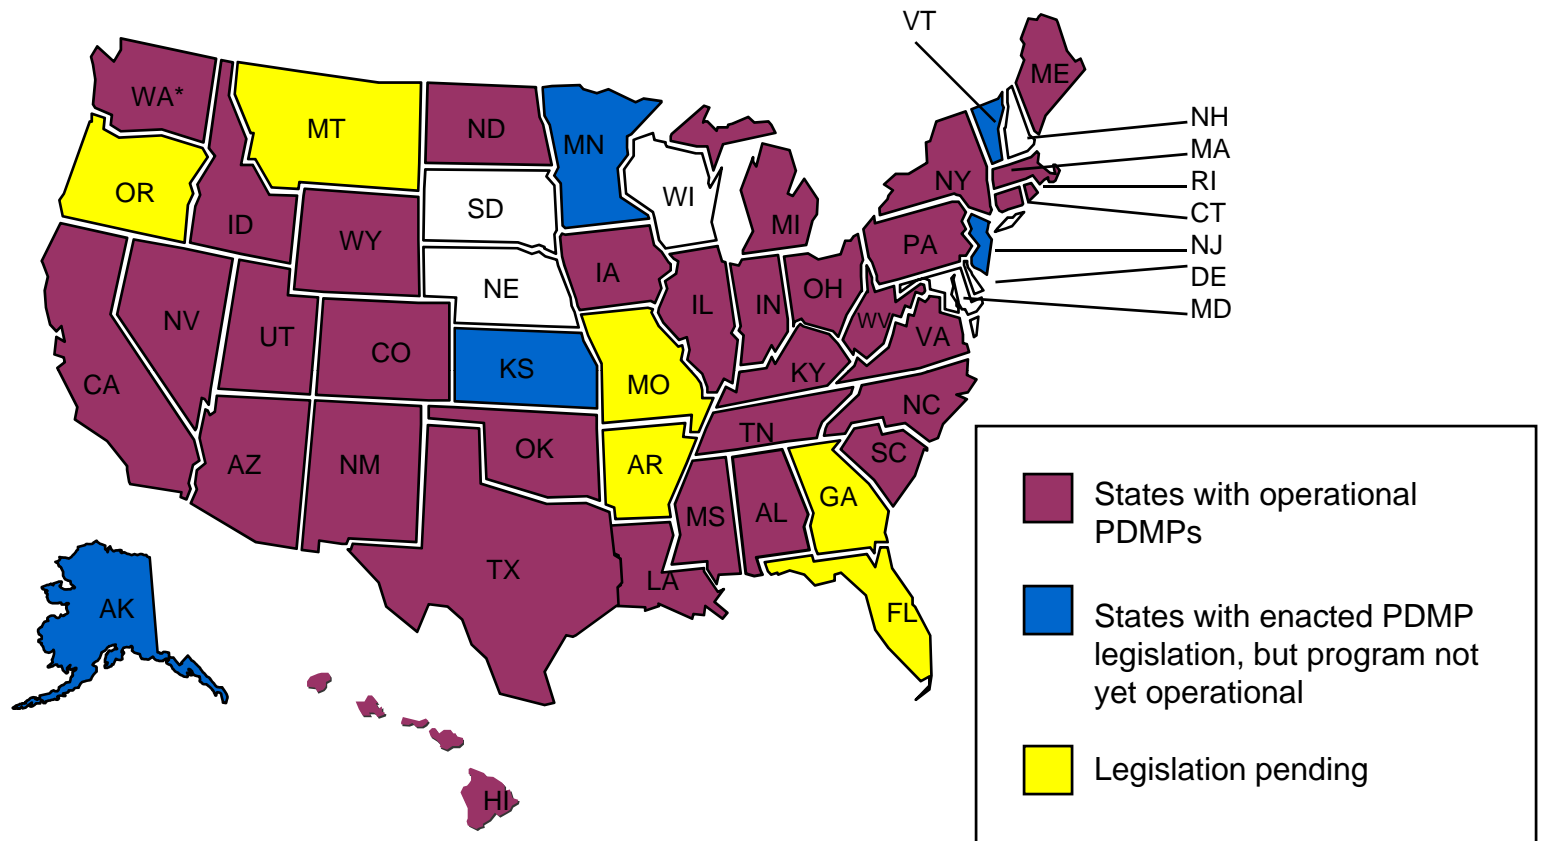 VT
ME
WA*
MT
ND
MN
NH
MA
RI
CT
NJ
DE
MD
OR
ID
WY
SD
WI
MI
NY
PA
IA
NE
IL
IN
OH
WV
VA
NV
UT
CO
KS
MO
KY
CA
NC
TN
SC
AZ
NM
OK
AR
GA
MS
AL
TX
LA
FL
AK
HI
States with operational
PDMPs
States with enacted PDMP
legislation, but program not
yet operational
Legislation pending